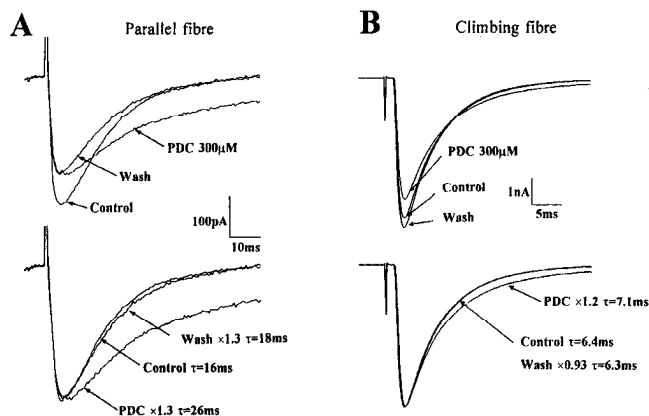 A
Parallel fibre
PDC 300μM
Wash
Control
100pA
10ms
Wash ×1.3 τ=18ms
Control τ=16ms
PDC ×1.3 τ=26ms
B
Climbing fibre
PDC 300μM
Control
Wash
1nA
5ms
PDC ×1.2 τ=7.1ms
Control τ=6.4ms
Wash ×0.93 τ=6.3ms